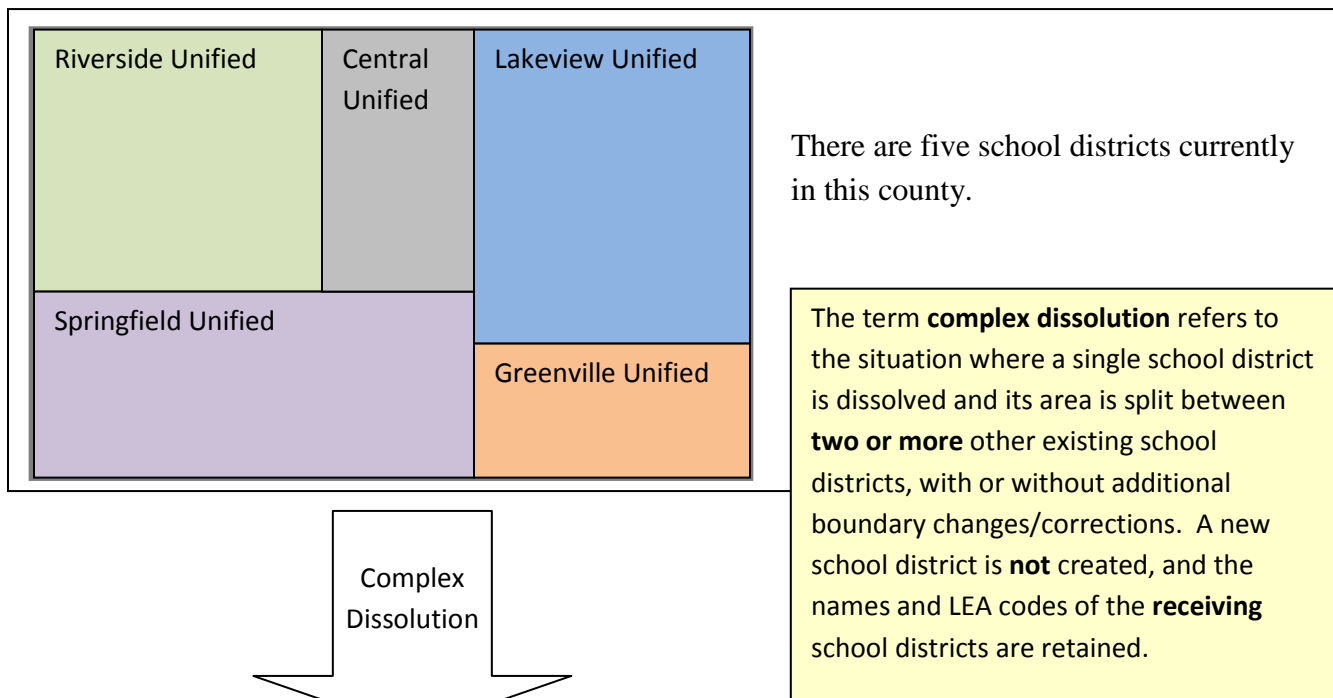 Riverside Unified
Central
Unified
Lakeview Unified
Springfield Unified
Greenville Unified
There are five school districts currently
in this county.
The term complex dissolution refers to
the situation where a single school district
is dissolved and its area is split between
two or more other existing school
districts, with or without additional
boundary changes/corrections.  A new
school district is not created, and the
names and LEA codes of the receiving
school districts are retained.
Complex
Dissolution